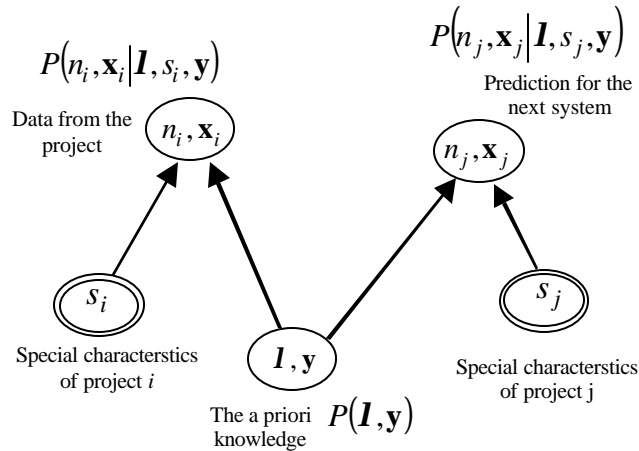 P(n_i, x_i | l, s_i, y)
Data from the
project
n_i, x_i
P(n_j, x_j | l, s_j, y)
Prediction for the
next system
n_j, x_j
s_i
Special characterstics
of project i
l, y
The a priori
knowledge
P(l, y)
s_j
Special characterstics
of project j